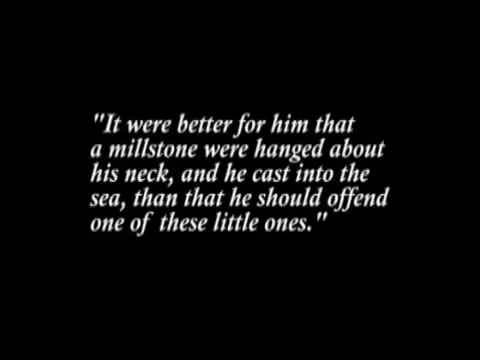 "It were better for him that
a millstone were hanged about
his neck, and he cast into the
sea, than that he should offend
one of these little ones."